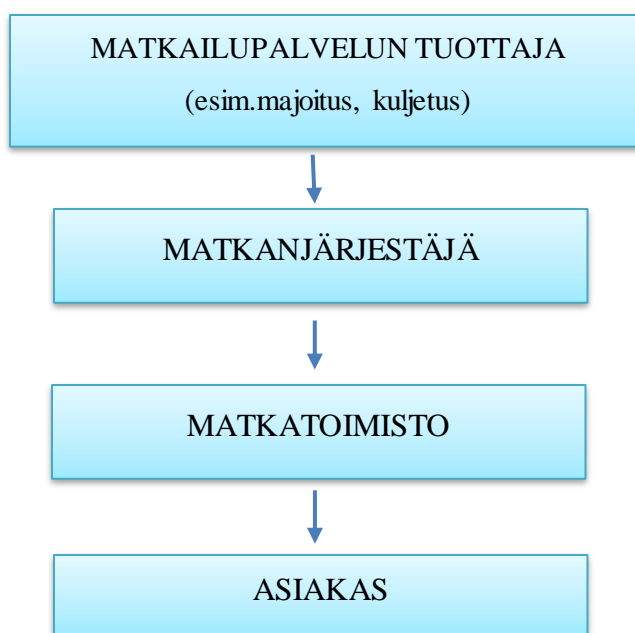 MATKAILUPALVELUN TUOTTAJA
(esim.majoitus, kuljetus)
MATKANJÄRJESTÄJÄ
MATKATOIMISTO
ASIAKAS